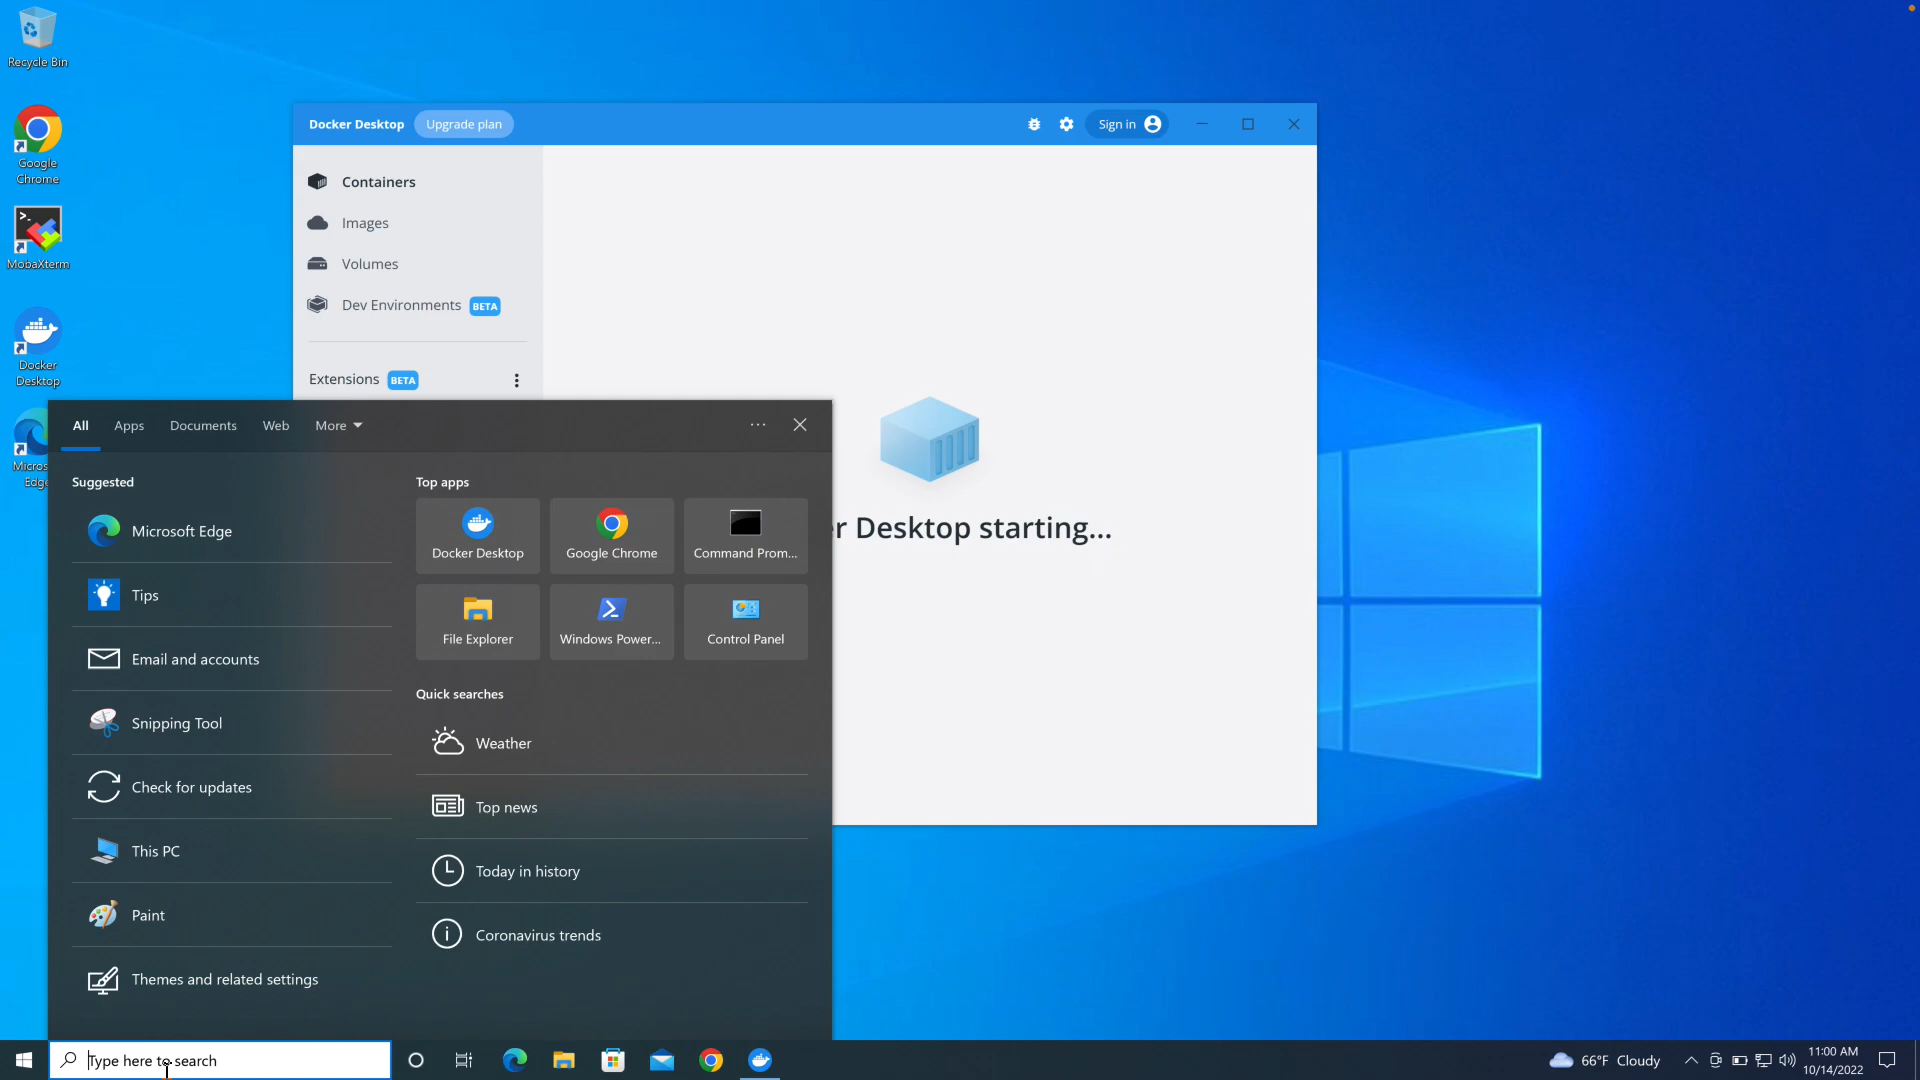 Recycle Bin
Google
Chrome
MobaXterm
Docker
Desktop
Micros
Edge
Docker Desktop
Upgrade plan
Sign in
Containers
Images
Volumes
Dev Environments BETA
Extensions BETA
r Desktop starting...
All
Apps
Documents
Web
More
Suggested
Microsoft Edge
Tips
Email and accounts
Snipping Tool
Check for updates
This PC
Paint
Themes and related settings
Top apps
Docker Desktop
Google Chrome
Command Prom...
File Explorer
Windows Power...
Control Panel
Quick searches
Weather
Top news
Today in history
Coronavirus trends
Type here to search
66°F Cloudy
11:00 AM
10/14/2022